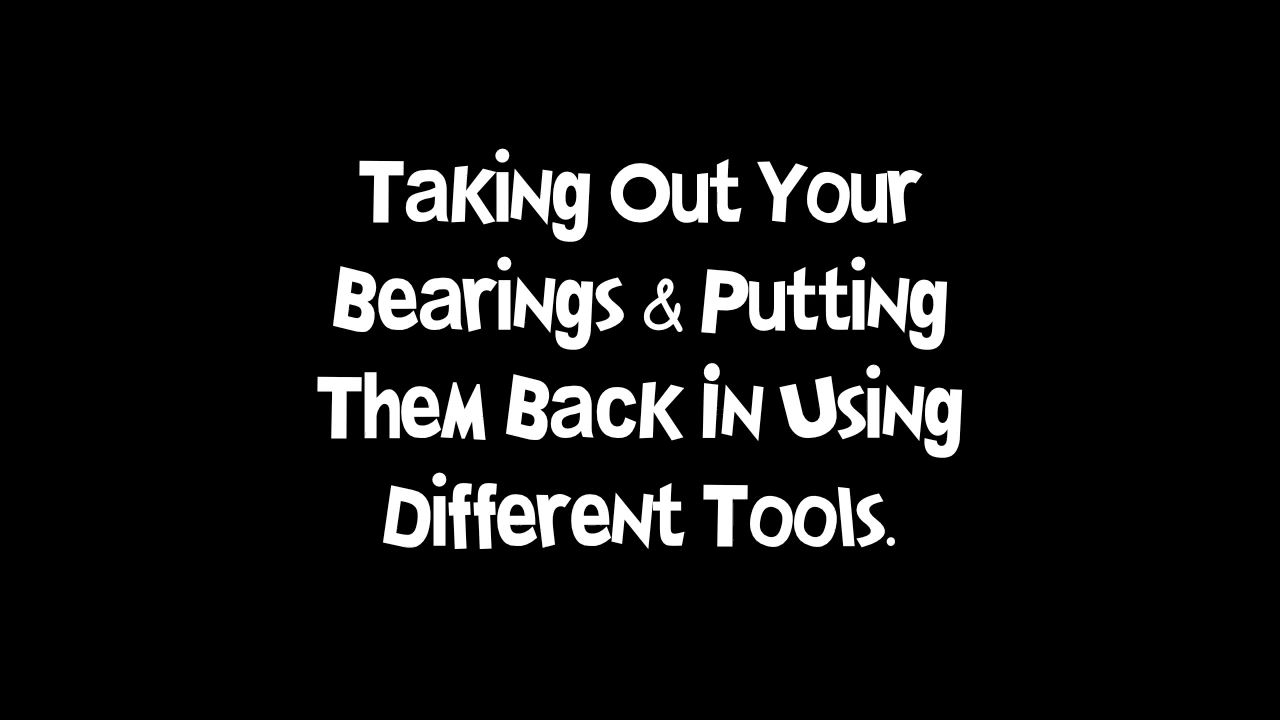 Taking Out Your
Bearings & Putting
Them Back In Using
Different Tools.